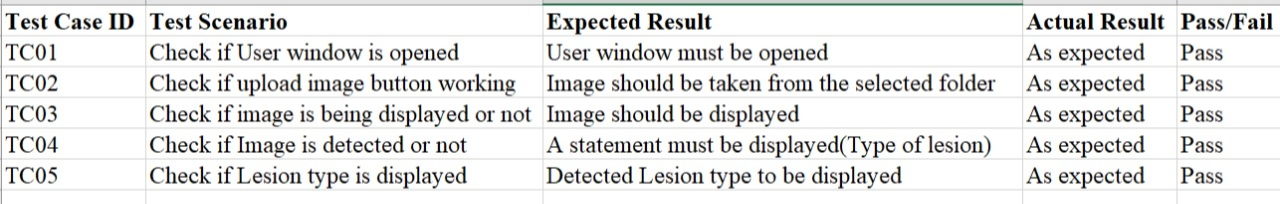 Test Case ID Test Scenario Expected Result Actual Result Pass/Fail
TC01 Check if User window is opened User window must be opened As expected Pass
TC02 Check if upload image button working Image should be taken from the selected folder As expected Pass
TC03 Check if image is being displayed or not Image should be displayed As expected Pass
TC04 Check if Image is detected or not A statement must be displayed(Type of lesion) As expected Pass
TC05 Check if Lesion type is displayed Detected Lesion type to be displayed As expected Pass